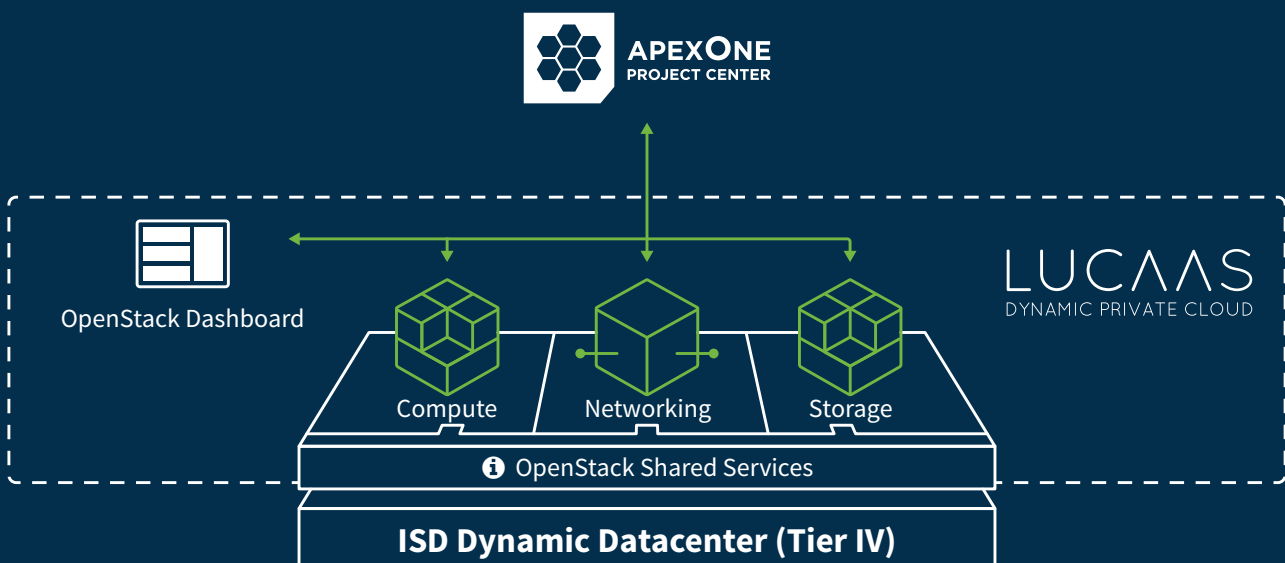 APEXONE
PROJECT CENTER
OpenStack Dashboard
LUCAAS
DYNAMIC PRIVATE CLOUD
Compute
Networking
Storage
i OpenStack Shared Services
ISD Dynamic Datacenter (Tier IV)